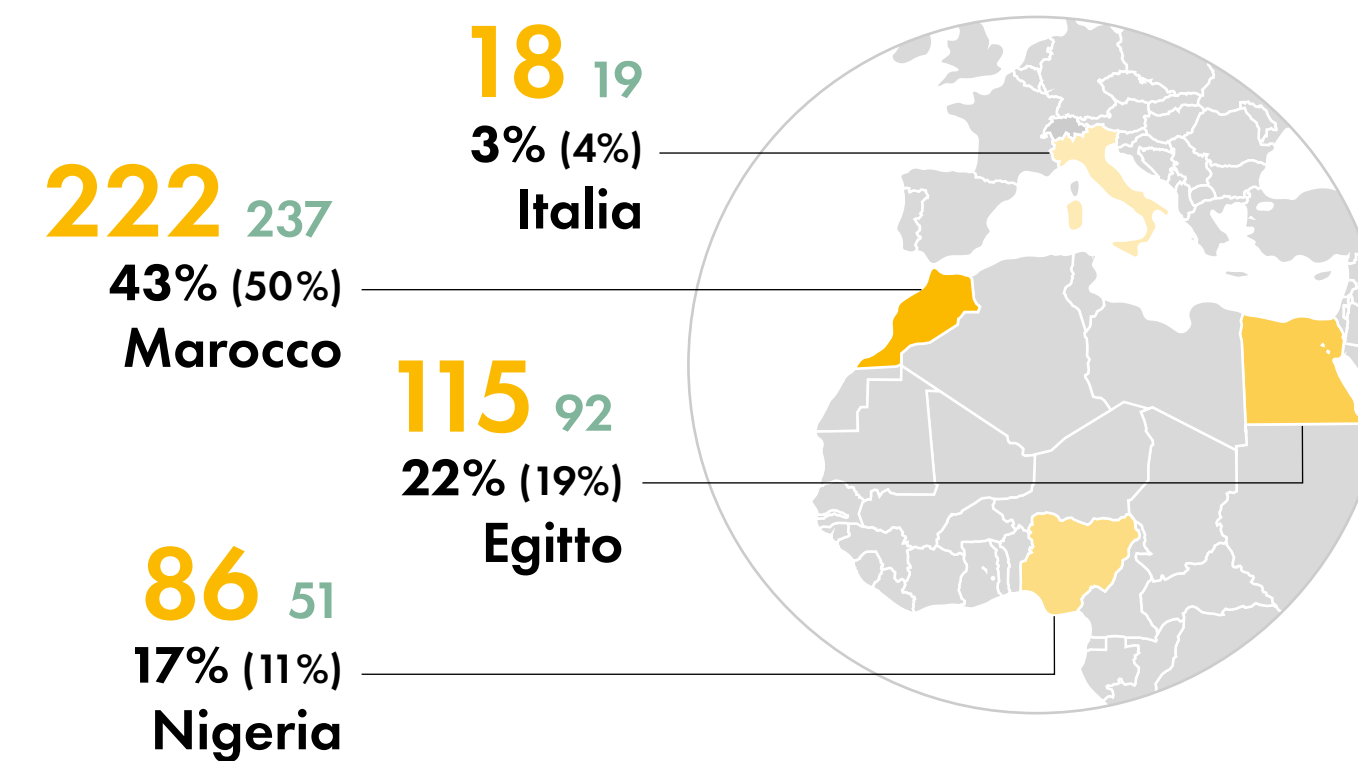 18 19
3% (4%)
Italia
222 237
43% (50%)
Marocco
115 92
22% (19%)
Egitto
86 51
17% (11%)
Nigeria